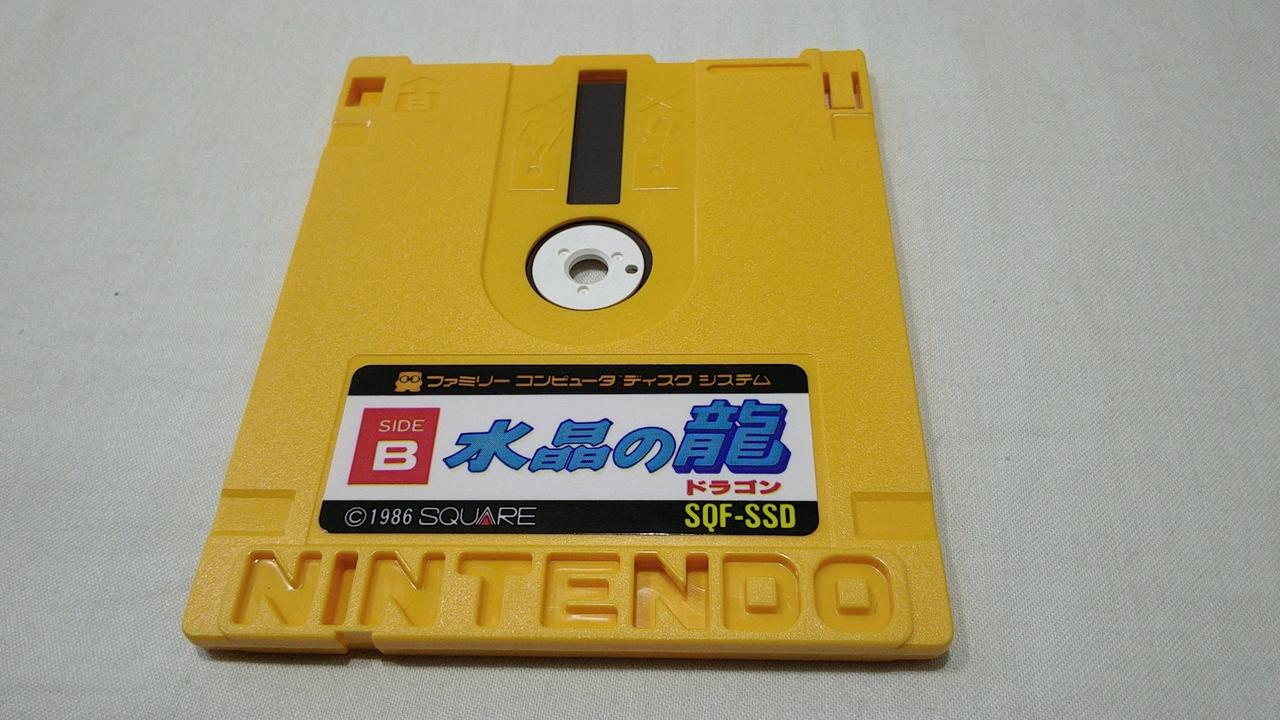 ファミリー コンピュータ ディスク システム
SIDE
B
水晶の龍
ドラゴン
©1986 SQUARE
SQF-SSD
NINTENDO